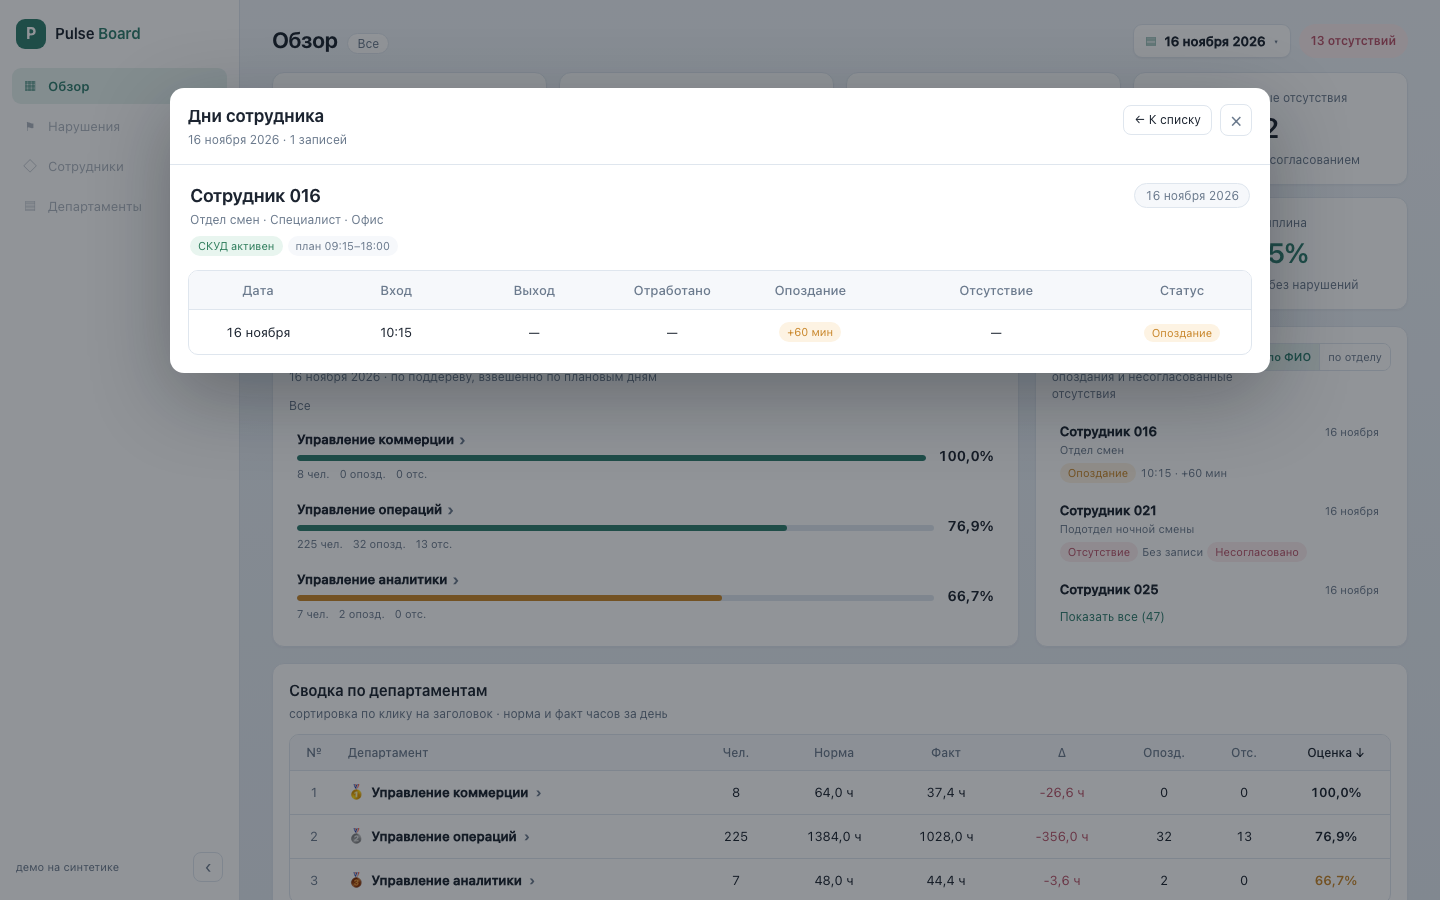 P Pulse Board
Обзор
Нарушения
Сотрудники
Департаменты
демо на синтетике
Обзор Все
16 ноября 2026
13 отсутствий
Дни сотрудника
16 ноября 2026 · 1 записей
← К списку ×
Сотрудник 016
16 ноября 2026
Отдел смен · Специалист · Офис
СКУД активен план 09:15–18:00
Дата Вход Выход Отработано Опоздание Отсутствие Статус
16 ноября 10:15 — — +60 мин — Опоздание
отсутствия
согласованием
5%
без нарушений
по ФИО по отделу
16 ноября 2026 · по поддереву, взвешенно по плановым дням
Все
Управление коммерции ›
100,0%
8 чел. 0 опозд. 0 отс.
Управление операций ›
76,9%
225 чел. 32 опозд. 13 отс.
Управление аналитики ›
66,7%
7 чел. 2 опозд. 0 отс.
опоздания и несогласованные
отсутствия
Сотрудник 016 16 ноября
Отдел смен
Опоздание 10:15 · +60 мин
Сотрудник 021 16 ноября
Подотдел ночной смены
Отсутствие Без записи Несогласовано
Сотрудник 025 16 ноября
Показать все (47)
Сводка по департаментам
сортировка по клику на заголовок · норма и факт часов за день
№ Департамент Чел. Норма Факт Δ Опозд. Отс. Оценка ↓
1 Управление коммерции › 8 64,0 ч 37,4 ч -26,6 ч 0 0 100,0%
2 Управление операций › 225 1384,0 ч 1028,0 ч -356,0 ч 32 13 76,9%
3 Управление аналитики › 7 48,0 ч 44,4 ч -3,6 ч 2 0 66,7%